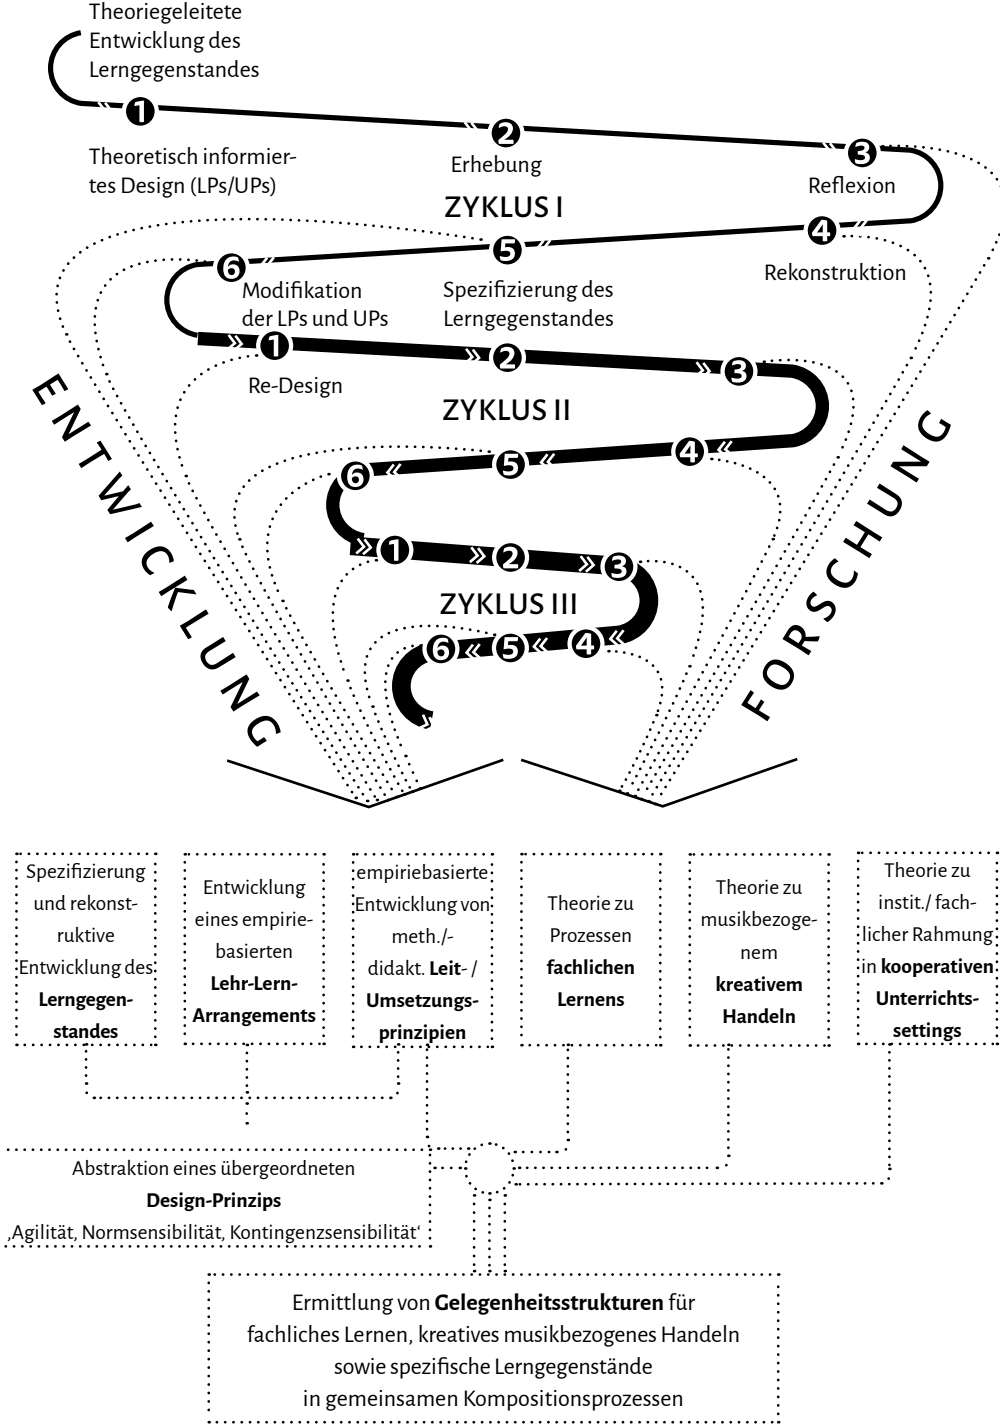 Theoriegeleitete
Entwicklung des
Lerngegenstandes
1
2
3
Theoretisch informier-
tes Design (LPs/UPs)
Erhebung
Reflexion
ZYKLUS I
4
5
6
Rekonstruktion
Modifikation
der LPs und UPs
Spezifizierung des
Lerngegenstandes
1
2
3
Re-Design
ZYKLUS II
4
5
6
1
2
3
ZYKLUS III
4
5
6
ENTWICKLUNG
FORSCHUNG
Spezifizierung
und rekonst-
ruktive
Entwicklung des
Lerngegen-
standes
Entwicklung
eines empirie-
basierten
Lehr-Lern-
Arrangements
empiriebasierte
Entwicklung von
meth./-
didakt. Leit- /
Umsetzungs-
prinzipien
Theorie zu
Prozessen
fachlichen
Lernens
Theorie zu
musikbezoge-
nem
kreativem
Handeln
Theorie zu
instit./ fach-
licher Rahmung
in kooperativen
Unterrichts-
settings
Abstraktion eines übergeordneten
Design-Prinzips
‚Agilität, Normsensibilität, Kontingenzsensibilität‘
Ermittlung von Gelegenheitsstrukturen für
fachliches Lernen, kreatives musikbezogenes Handeln
sowie spezifische Lerngegenstände
in gemeinsamen Kompositionsprozessen